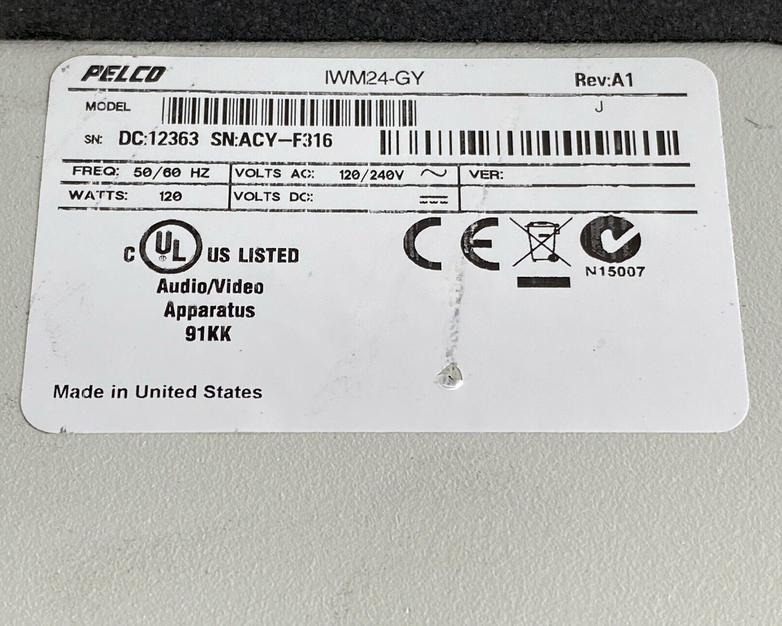 PELCO IWM24-GY Rev:A1
MODEL J
SN: DC:12363 SN:ACY-F316
FREQ: 50/60 HZ VOLTS AC: 120/240V ~ VER:
WATTS: 120 VOLTS DC:
C UL US LISTED CE
N15007
Audio/Video
Apparatus
91KK
Made in United States